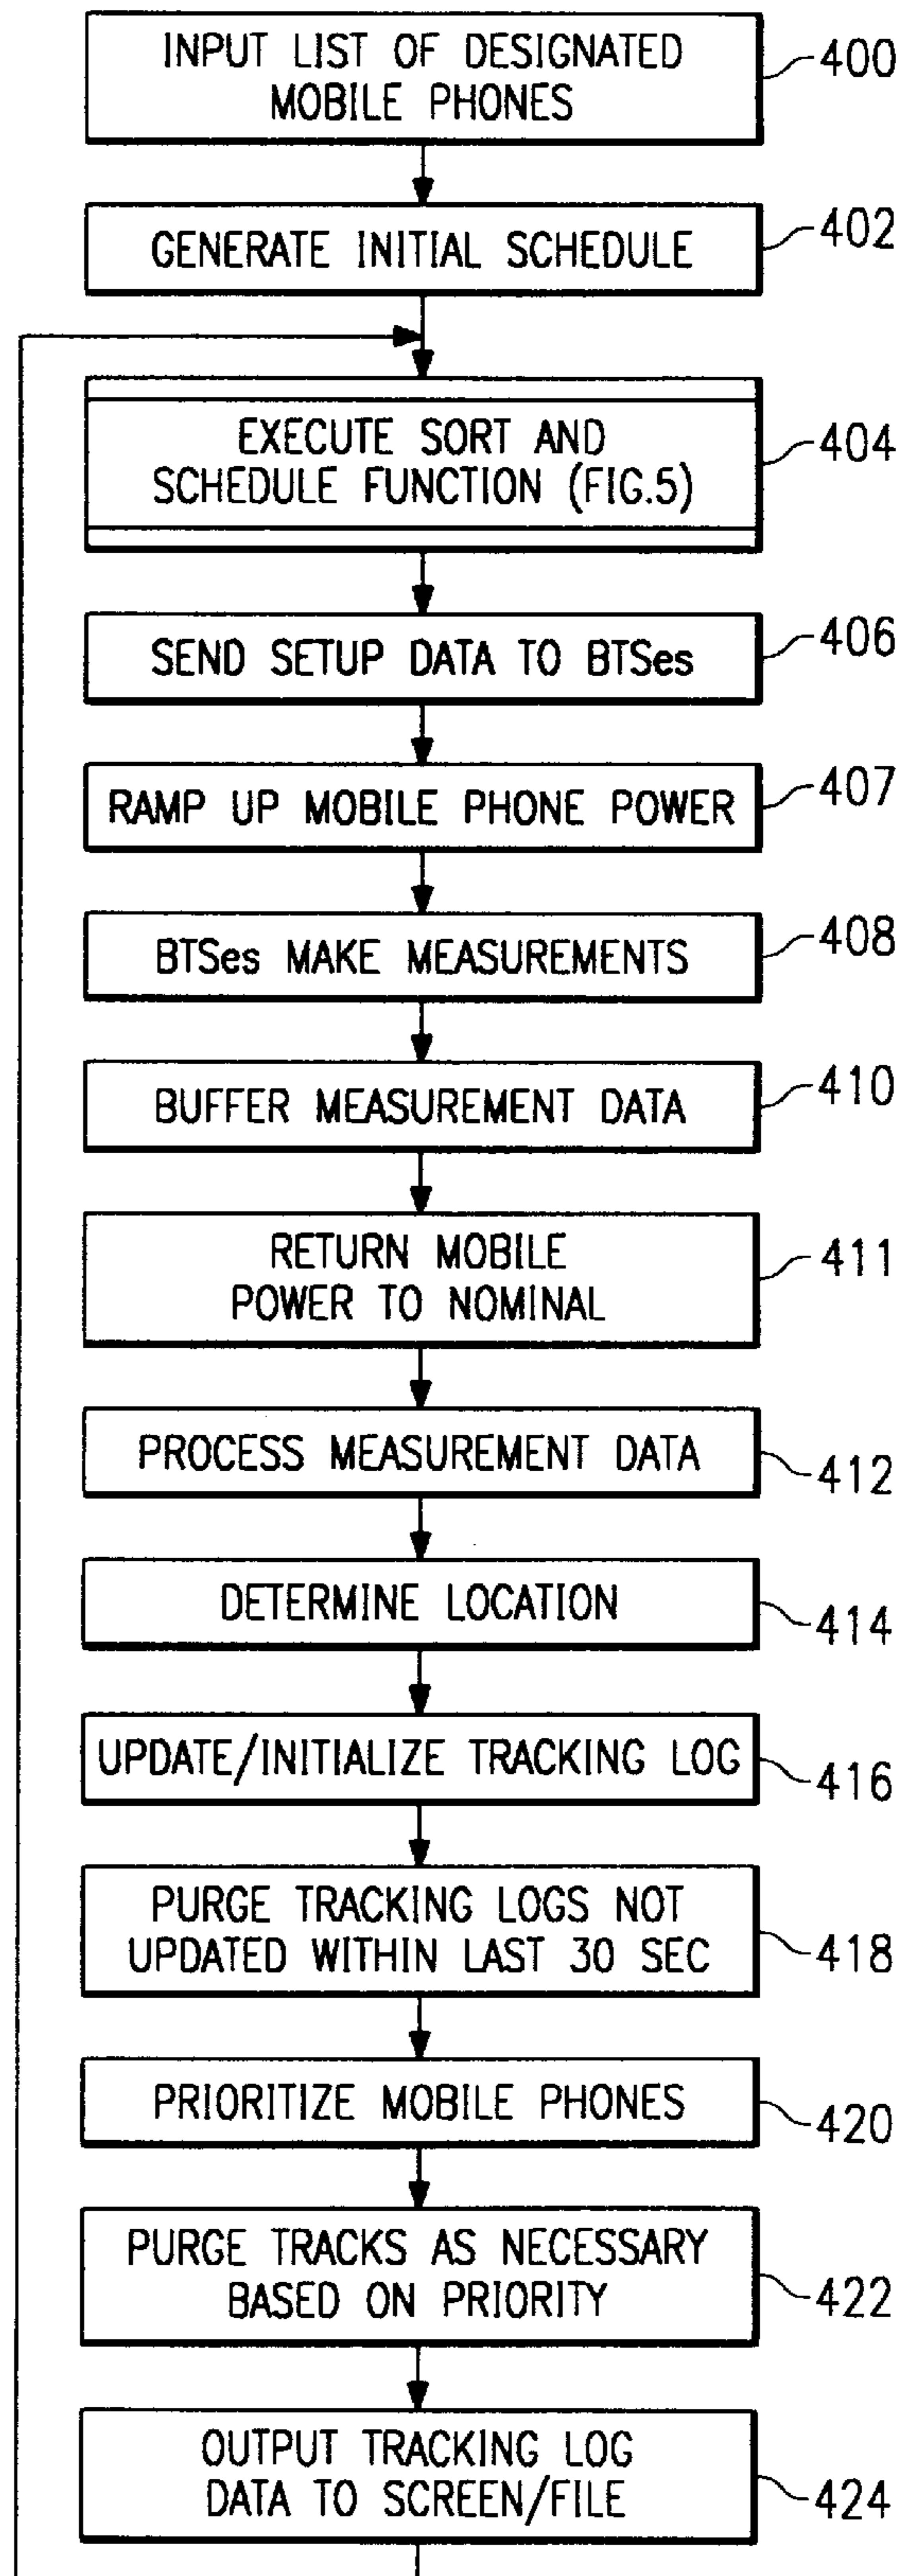 INPUT LIST OF DESIGNATED
MOBILE PHONES
400
GENERATE INITIAL SCHEDULE
402
EXECUTE SORT AND
SCHEDULE FUNCTION (FIG.5)
404
SEND SETUP DATA TO BTSes
406
RAMP UP MOBILE PHONE POWER
407
BTSes MAKE MEASUREMENTS
408
BUFFER MEASUREMENT DATA
410
RETURN MOBILE
POWER TO NOMINAL
411
PROCESS MEASUREMENT DATA
412
DETERMINE LOCATION
414
UPDATE/INITIALIZE TRACKING LOG
416
PURGE TRACKING LOGS NOT
UPDATED WITHIN LAST 30 SEC
418
PRIORITIZE MOBILE PHONES
420
PURGE TRACKS AS NECESSARY
BASED ON PRIORITY
422
OUTPUT TRACKING LOG
DATA TO SCREEN/FILE
424